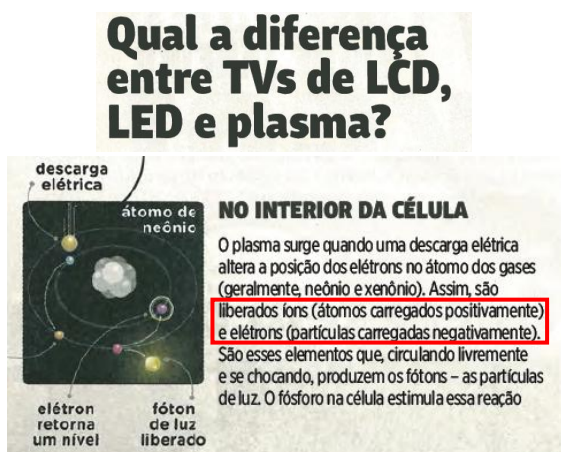 Qual a diferença
entre TVs de LCD,
LED e plasma?
descarga
elétrica
átomo de
neônio
elétron
retorna
um nível
fóton
de luz
liberado
NO INTERIOR DA CÉLULA
O plasma surge quando uma descarga elétrica
altera a posição dos elétrons no átomo dos gases
(geralmente, neônio e xenônio). Assim, são
liberados íons (átomos carregados positivamente)
e elétrons (partículas carregadas negativamente).
São esses elementos que, circulando livremente
e se chocando, produzem os fótons – as partículas
de luz. O fósforo na célula estimula essa reação